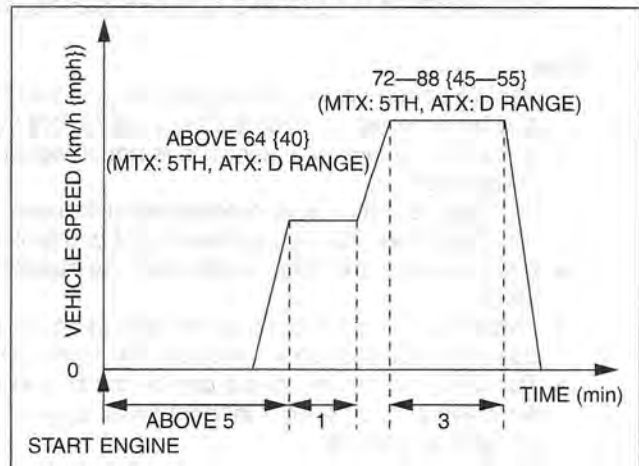 72—88 {45—55}
(MTX: 5TH, ATX: D RANGE)
ABOVE 64 {40}
(MTX: 5TH, ATX: D RANGE)
VEHICLE SPEED (km/h {mph})
0
TIME (min)
ABOVE 5
1
3
START ENGINE